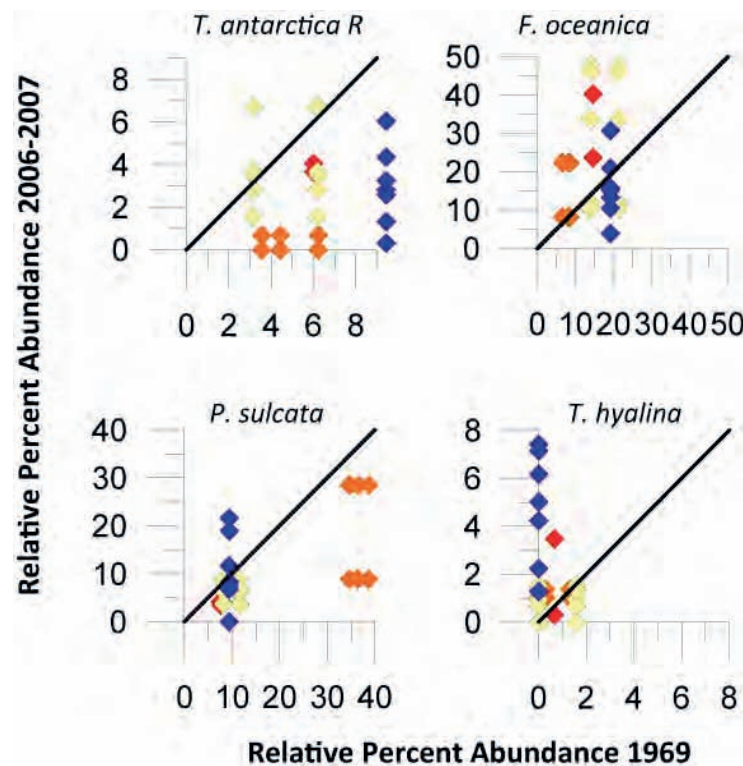 T. antarctica R
F. oceanica
8
6
4
2
0
0 2 4 6 8
50
40
30
20
10
0
0 10 20 30 40 50
Relative Percent Abundance 2006-2007
P. sulcata
T. hyalina
40
30
20
10
0
0 10 20 30 40
8
6
4
2
0
0 2 4 6 8
Relative Percent Abundance 1969